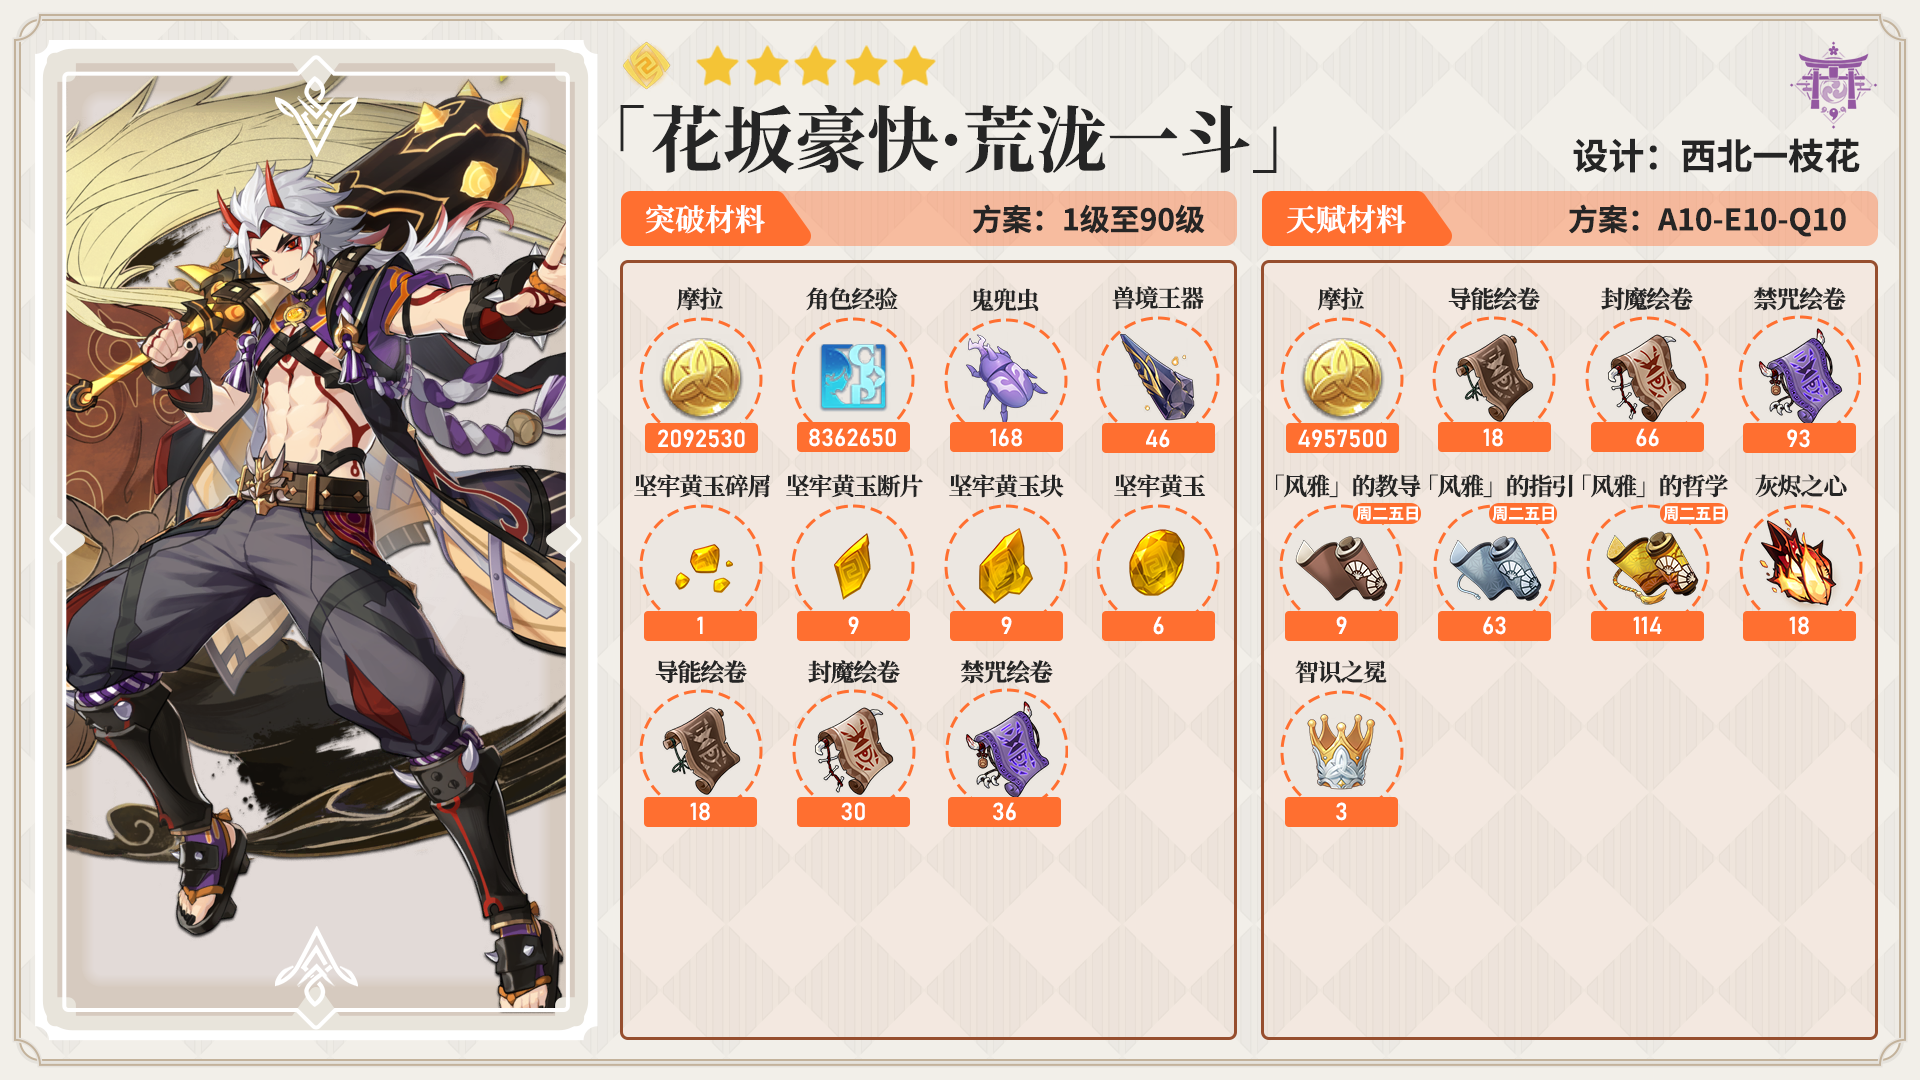 「花坂豪快·荒泷一斗」
设计：西北一枝花
突破材料
方案：1级至90级
摩拉
角色经验
鬼兜虫
兽境王器
2092530
8362650
168
46
坚牢黄玉碎屑
坚牢黄玉断片
坚牢黄玉块
坚牢黄玉
1
9
9
6
导能绘卷
封魔绘卷
禁咒绘卷
18
30
36
天赋材料
方案：A10-E10-Q10
摩拉
导能绘卷
封魔绘卷
禁咒绘卷
4957500
18
66
93
「风雅」的教导
「风雅」的指引
「风雅」的哲学
灰烬之心
周二五日
周二五日
周二五日
9
63
114
18
智识之冕
3